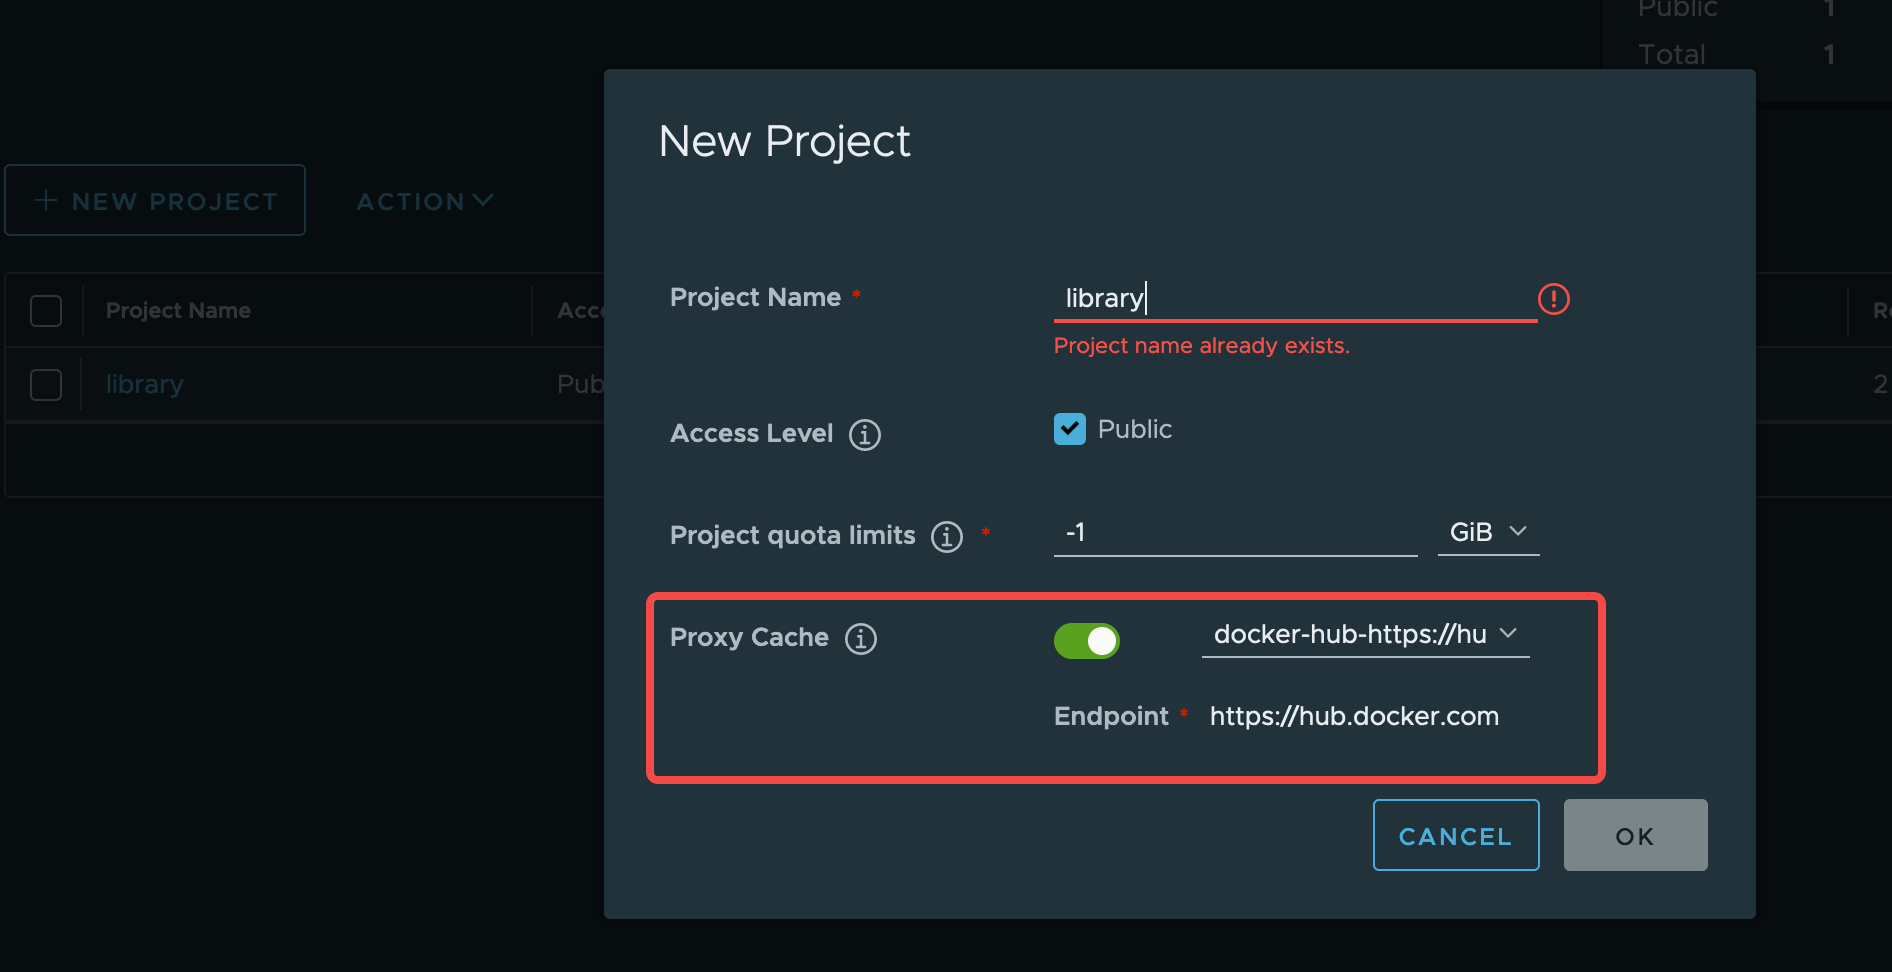 Public 1
Total 1
New Project
NEW PROJECT
ACTION
Project Name
library
Project Name *
library
Project name already exists.
Access Level
Public
Project quota limits *
-1
GiB
Proxy Cache
docker-hub-https://hu
Endpoint *
https://hub.docker.com
CANCEL
OK
2